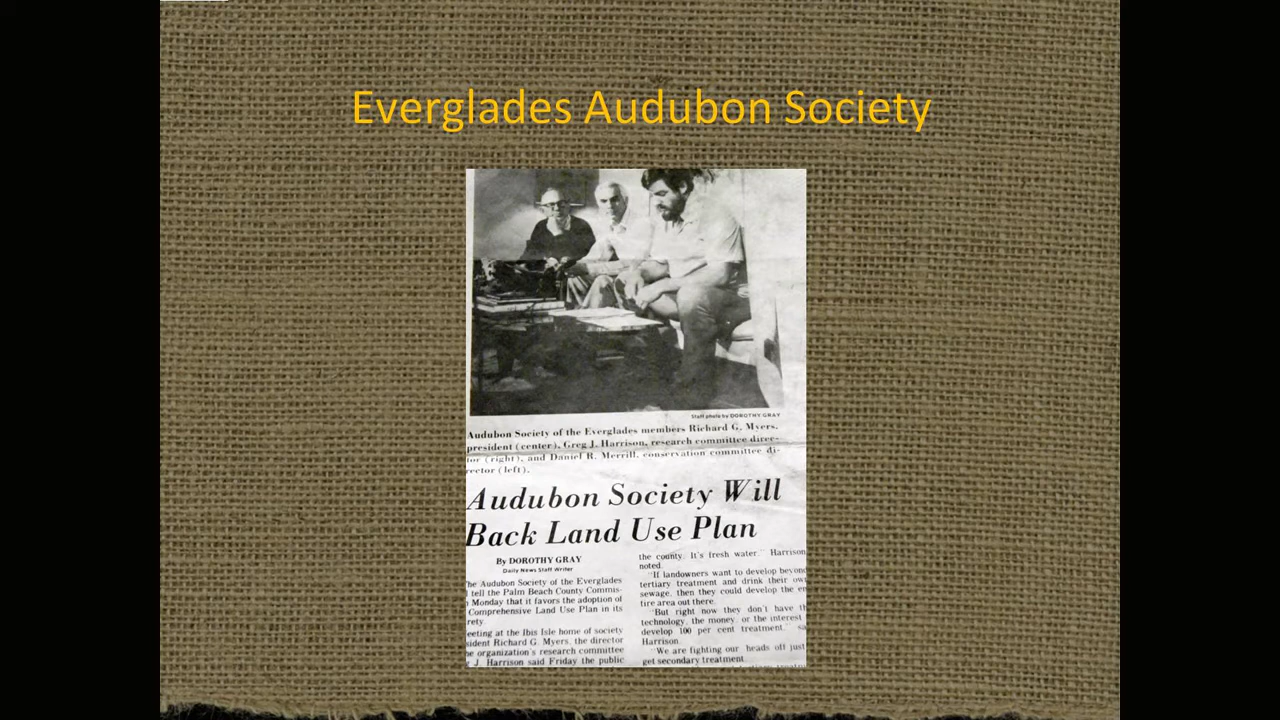 Everglades Audubon Society
Staff photo by DOROTHY GRAY
Audubon Society of the Everglades members Richard G. Myers,
president (center), Greg J. Harrison, research committee direc-
tor (right), and Daniel R. Merrill, conservation committee di-
rector (left).
Audubon Society Will
Back Land Use Plan
By DOROTHY GRAY
Daily News Staff Writer
he Audubon Society of the Everglades
tell the Palm Beach County Commis-
Monday that it favors the adoption of
Comprehensive Land Use Plan in its
rety.
eeting at the Ibis Isle home of society
sident Richard G. Myers, the director
e organization's research committee
J. Harrison said Friday the public
the county. It's fresh water." Harrison
noted.
"If landowners want to develop beyond
tertiary treatment and drink their ow
sewage, then they could develop the en
tire area out there.
"But right now they don't have th
technology, the money, or the interest
develop 100 per cent treatment," sa
Harrison.
"We are fighting our heads off just
get secondary treatment